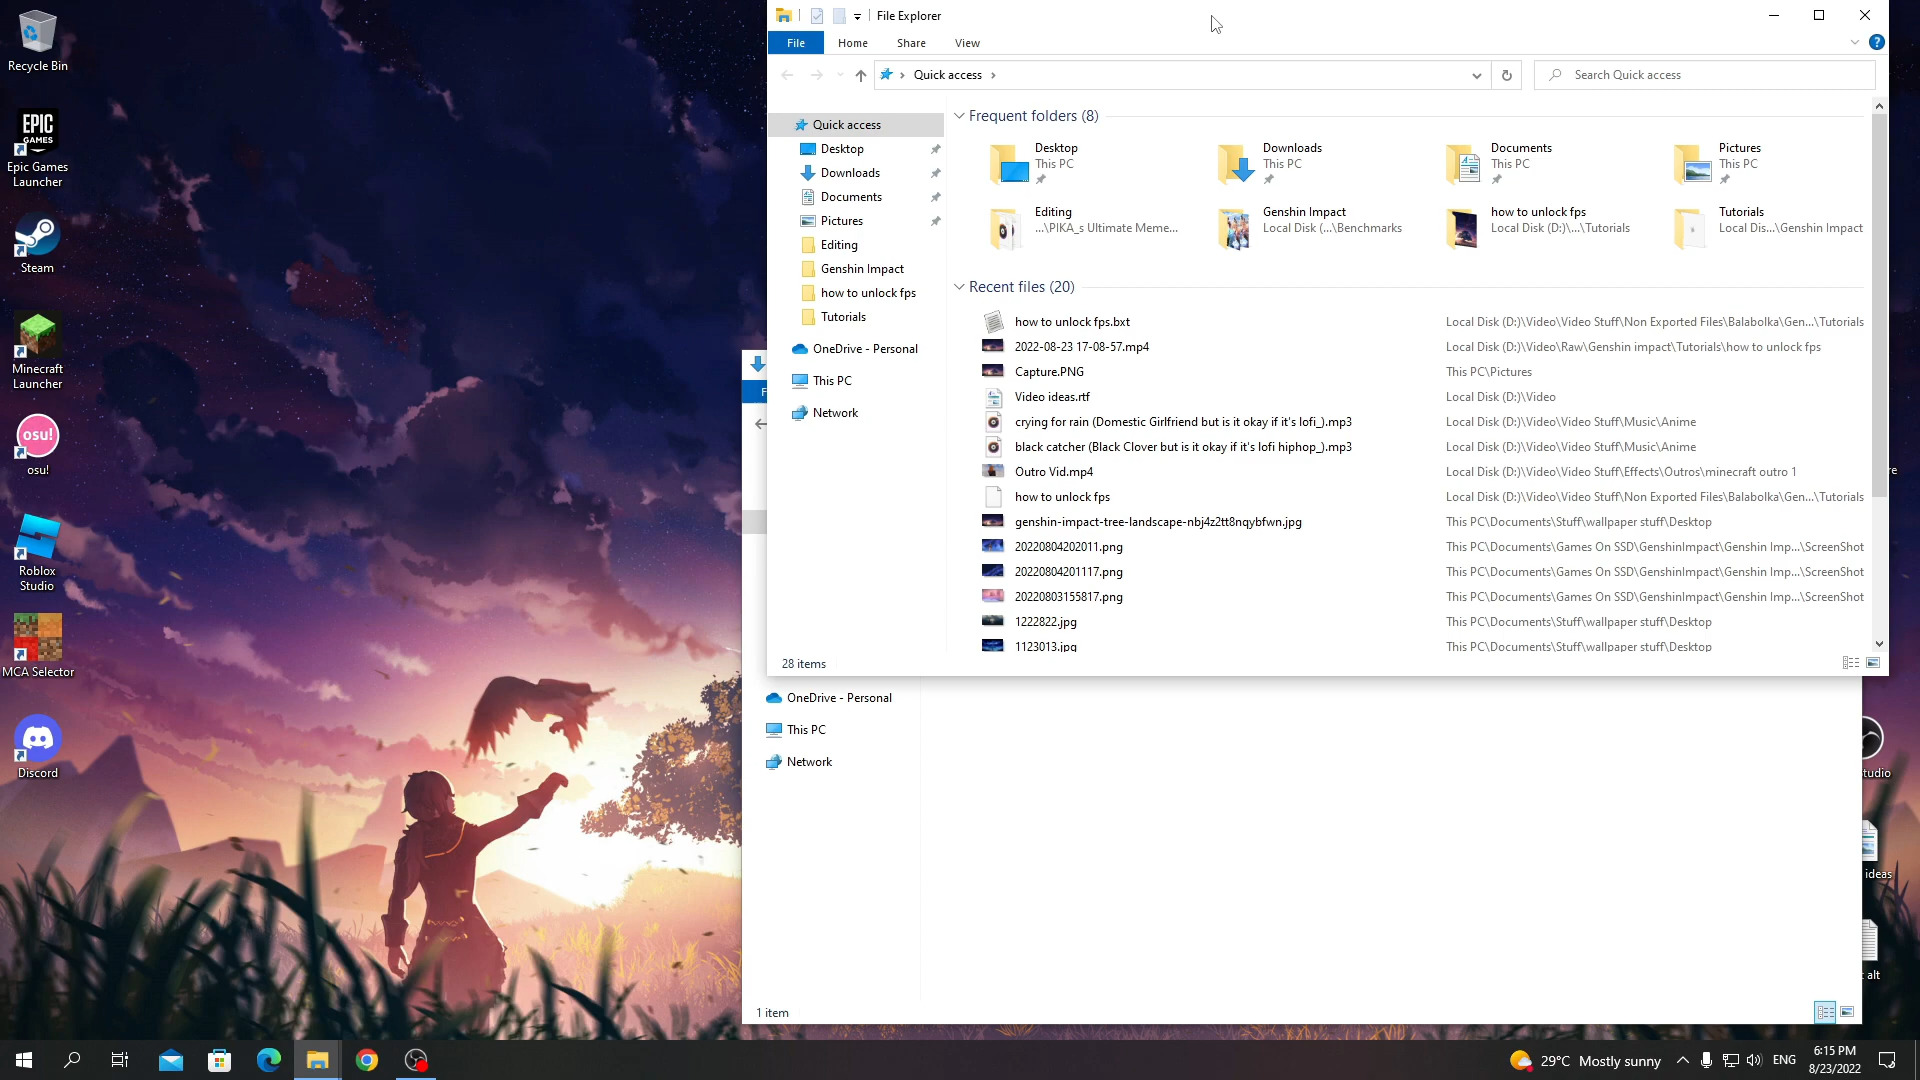 Recycle Bin
EPIC
GAMES
Epic Games
Launcher
Steam
Minecraft
Launcher
osu!
osu!
Roblox
Studio
MCA Selector
Discord
File Explorer
File
Home
Share
View
Quick access
Search Quick access
Quick access
Desktop
Downloads
Documents
Pictures
Editing
Genshin Impact
how to unlock fps
Tutorials
OneDrive - Personal
This PC
Network
Frequent folders (8)
Desktop
This PC
Downloads
This PC
Documents
This PC
Pictures
This PC
Editing
...\PIKA_s Ultimate Meme...
Genshin Impact
Local Disk (...\Benchmarks
how to unlock fps
Local Disk (D:)\...\Tutorials
Tutorials
Local Dis...\Genshin Impact
Recent files (20)
how to unlock fps.bxt Local Disk (D:)\Video\Video Stuff\Non Exported Files\Balabolka\Gen...\Tutorials
2022-08-23 17-08-57.mp4 Local Disk (D:)\Video\Raw\Genshin impact\Tutorials\how to unlock fps
Capture.PNG This PC\Pictures
Video ideas.rtf Local Disk (D:)\Video
crying for rain (Domestic Girlfriend but is it okay if it's lofi_).mp3 Local Disk (D:)\Video\Video Stuff\Music\Anime
black catcher (Black Clover but is it okay if it's lofi hiphop_).mp3 Local Disk (D:)\Video\Video Stuff\Music\Anime
Outro Vid.mp4 Local Disk (D:)\Video\Video Stuff\Effects\Outros\minecraft outro 1
how to unlock fps Local Disk (D:)\Video\Video Stuff\Non Exported Files\Balabolka\Gen...\Tutorials
genshin-impact-tree-landscape-nbj4z2tt8nqybfwn.jpg This PC\Documents\Stuff\wallpaper stuff\Desktop
20220804202011.png This PC\Documents\Games On SSD\GenshinImpact\Genshin Imp...\ScreenShot
20220804201117.png This PC\Documents\Games On SSD\GenshinImpact\Genshin Imp...\ScreenShot
20220803155817.png This PC\Documents\Games On SSD\GenshinImpact\Genshin Imp...\ScreenShot
1222822.jpg This PC\Documents\Stuff\wallpaper stuff\Desktop
1123013.jpg This PC\Documents\Stuff\wallpaper stuff\Desktop
28 items
OneDrive - Personal
This PC
Network
1 item
re
tudio
ideas
alt
29°C Mostly sunny
ENG
6:15 PM
8/23/2022